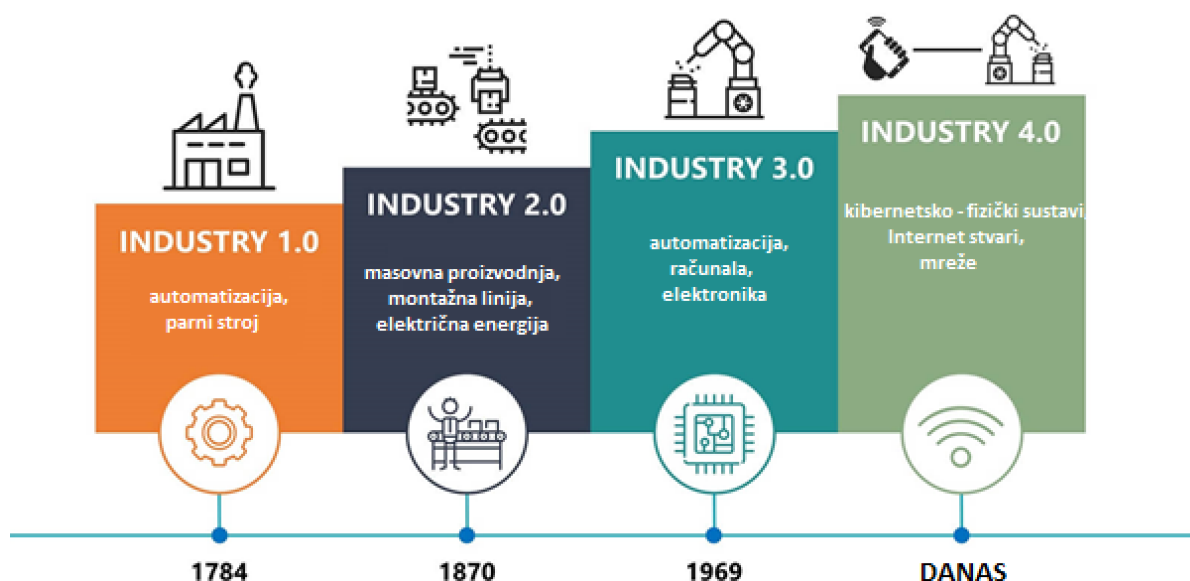 INDUSTRY 1.0
automatizacija,
parni stroj
1784
INDUSTRY 2.0
masovna proizvodnja,
montažna linija,
električna energija
1870
INDUSTRY 3.0
automatizacija,
računala,
elektronika
1969
INDUSTRY 4.0
kibernetsko - fizički sustavi,
Internet stvari,
mreže
DANAS